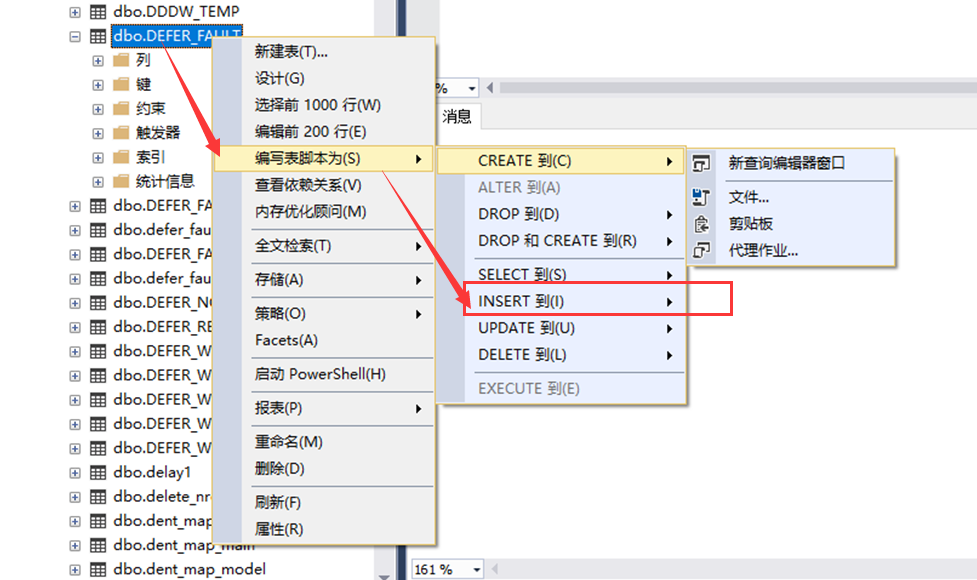 dbo.DDDW_TEMP
dbo.DEFER_FAULT
列
键
约束
触发器
索引
统计信息
dbo.DEFER_FA
dbo.defer_fau
dbo.DEFER_FA
dbo.defer_fau
dbo.DEFER_N
dbo.DEFER_RE
dbo.DEFER_W
dbo.DEFER_W
dbo.DEFER_W
dbo.DEFER_W
dbo.DEFER_W
dbo.delay1
dbo.delete_nr
dbo.dent_map
dbo.dent_map_main
dbo.dent_map_model
新建表(T)...
设计(G)
选择前 1000 行(W)
编辑前 200 行(E)
编写表脚本为(S)
查看依赖关系(V)
内存优化顾问(M)
全文检索(T)
存储(A)
策略(O)
Facets(A)
启动 PowerShell(H)
报表(P)
重命名(M)
删除(D)
刷新(F)
属性(R)
%
消息
CREATE 到(C)
ALTER 到(A)
DROP 到(D)
DROP 和 CREATE 到(R)
SELECT 到(S)
INSERT 到(I)
UPDATE 到(U)
DELETE 到(L)
EXECUTE 到(E)
新查询编辑器窗口
文件...
剪贴板
代理作业...
161 %